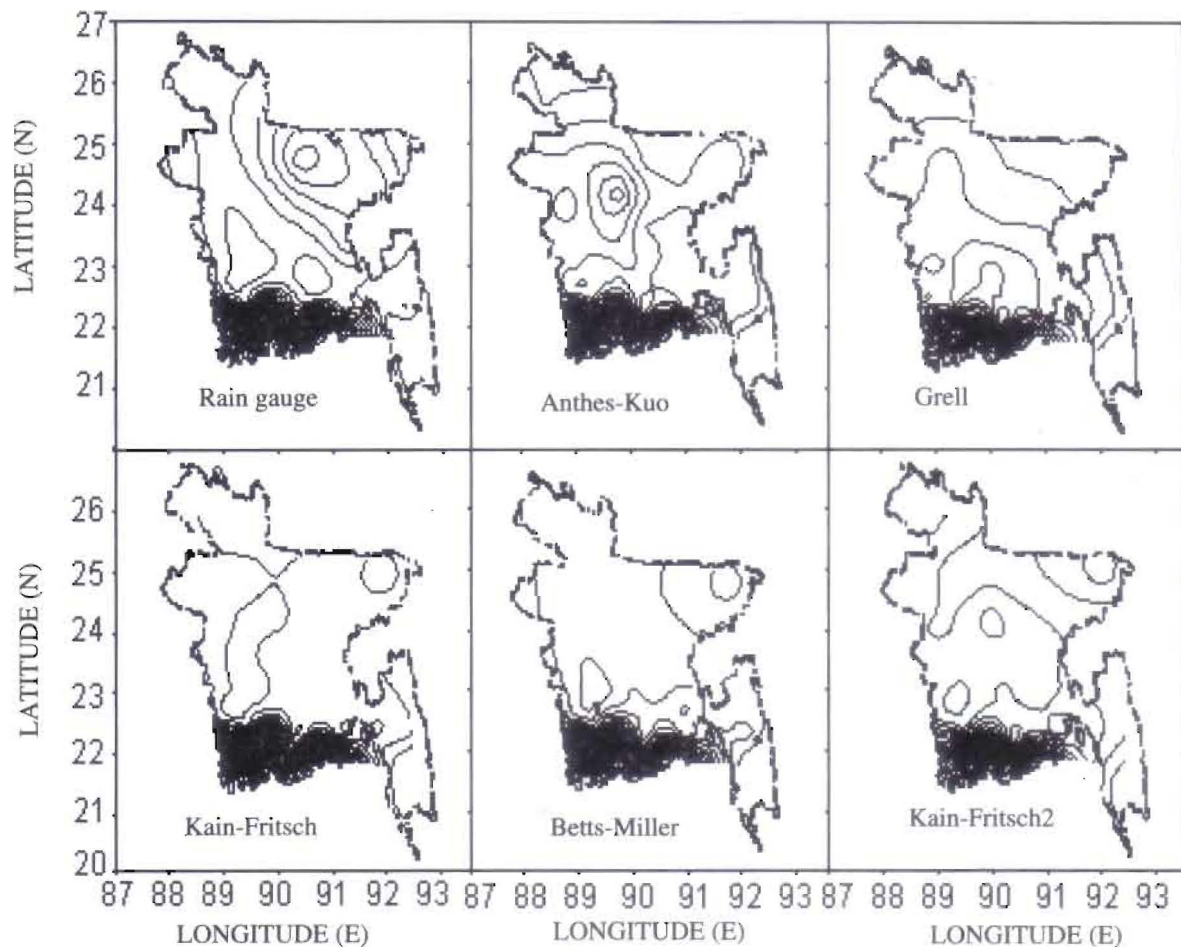 27
26
25
24
23
22
21
LATITUDE (N)
Rain gauge
Anthes-Kuo
Grell
26
25
24
23
22
21
20
LATITUDE (N)
Kain-Fritsch
Betts-Miller
Kain-Fritsch2
87 88 89 90 91 92 93
87 88 89 90 91 92 93
87 88 89 90 91 92 93
LONGITUDE (E)
LONGITUDE (E)
LONGITUDE (E)